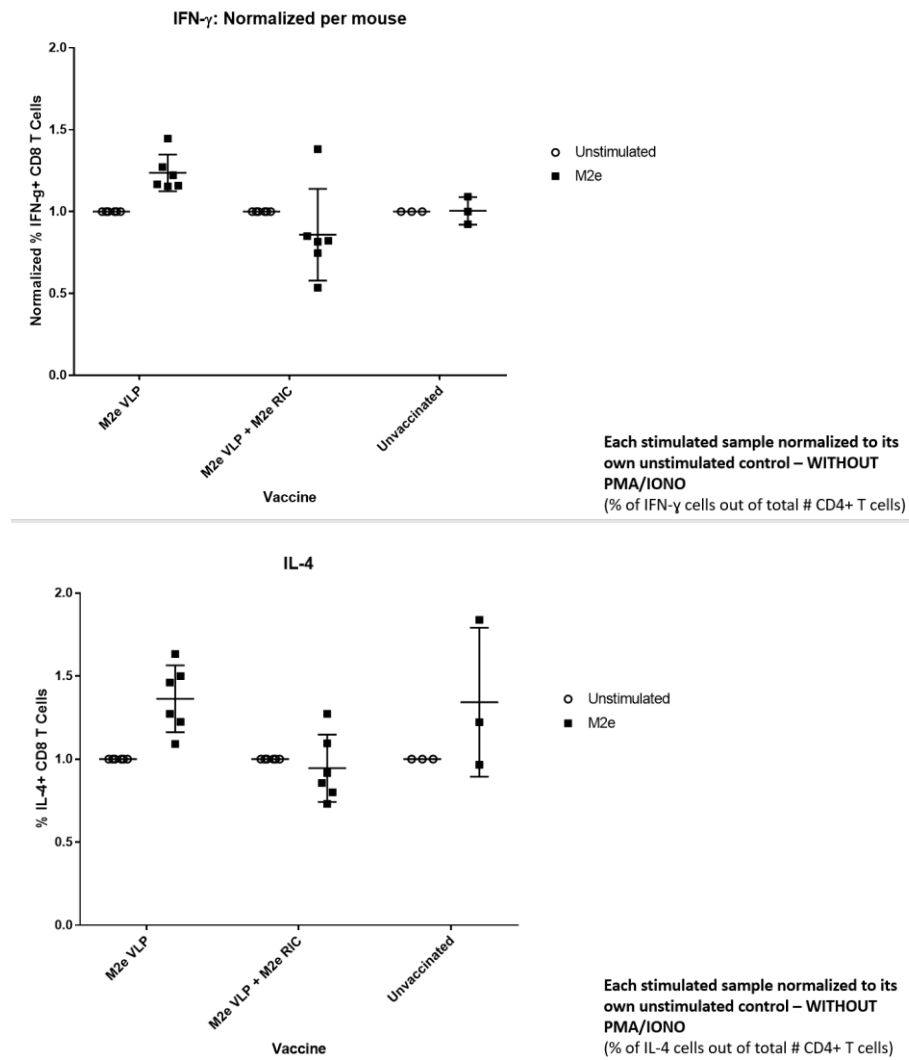 IFN-γ: Normalized per mouse
Normalized % IFN-g+ CD8 T Cells
2.0
1.5
1.0
0.5
0.0
Unstimulated
M2e
M2e VLP
M2e VLP + M2e RIC
Unvaccinated
Vaccine
Each stimulated sample normalized to its
own unstimulated control – WITHOUT
PMA/IONO
(% of IFN-ɣ cells out of total # CD4+ T cells)
IL-4
% IL-4+ CD8 T Cells
2.0
1.5
1.0
0.5
0.0
Unstimulated
M2e
M2e VLP
M2e VLP + M2e RIC
Unvaccinated
Vaccine
Each stimulated sample normalized to its
own unstimulated control – WITHOUT
PMA/IONO
(% of IL-4 cells out of total # CD4+ T cells)